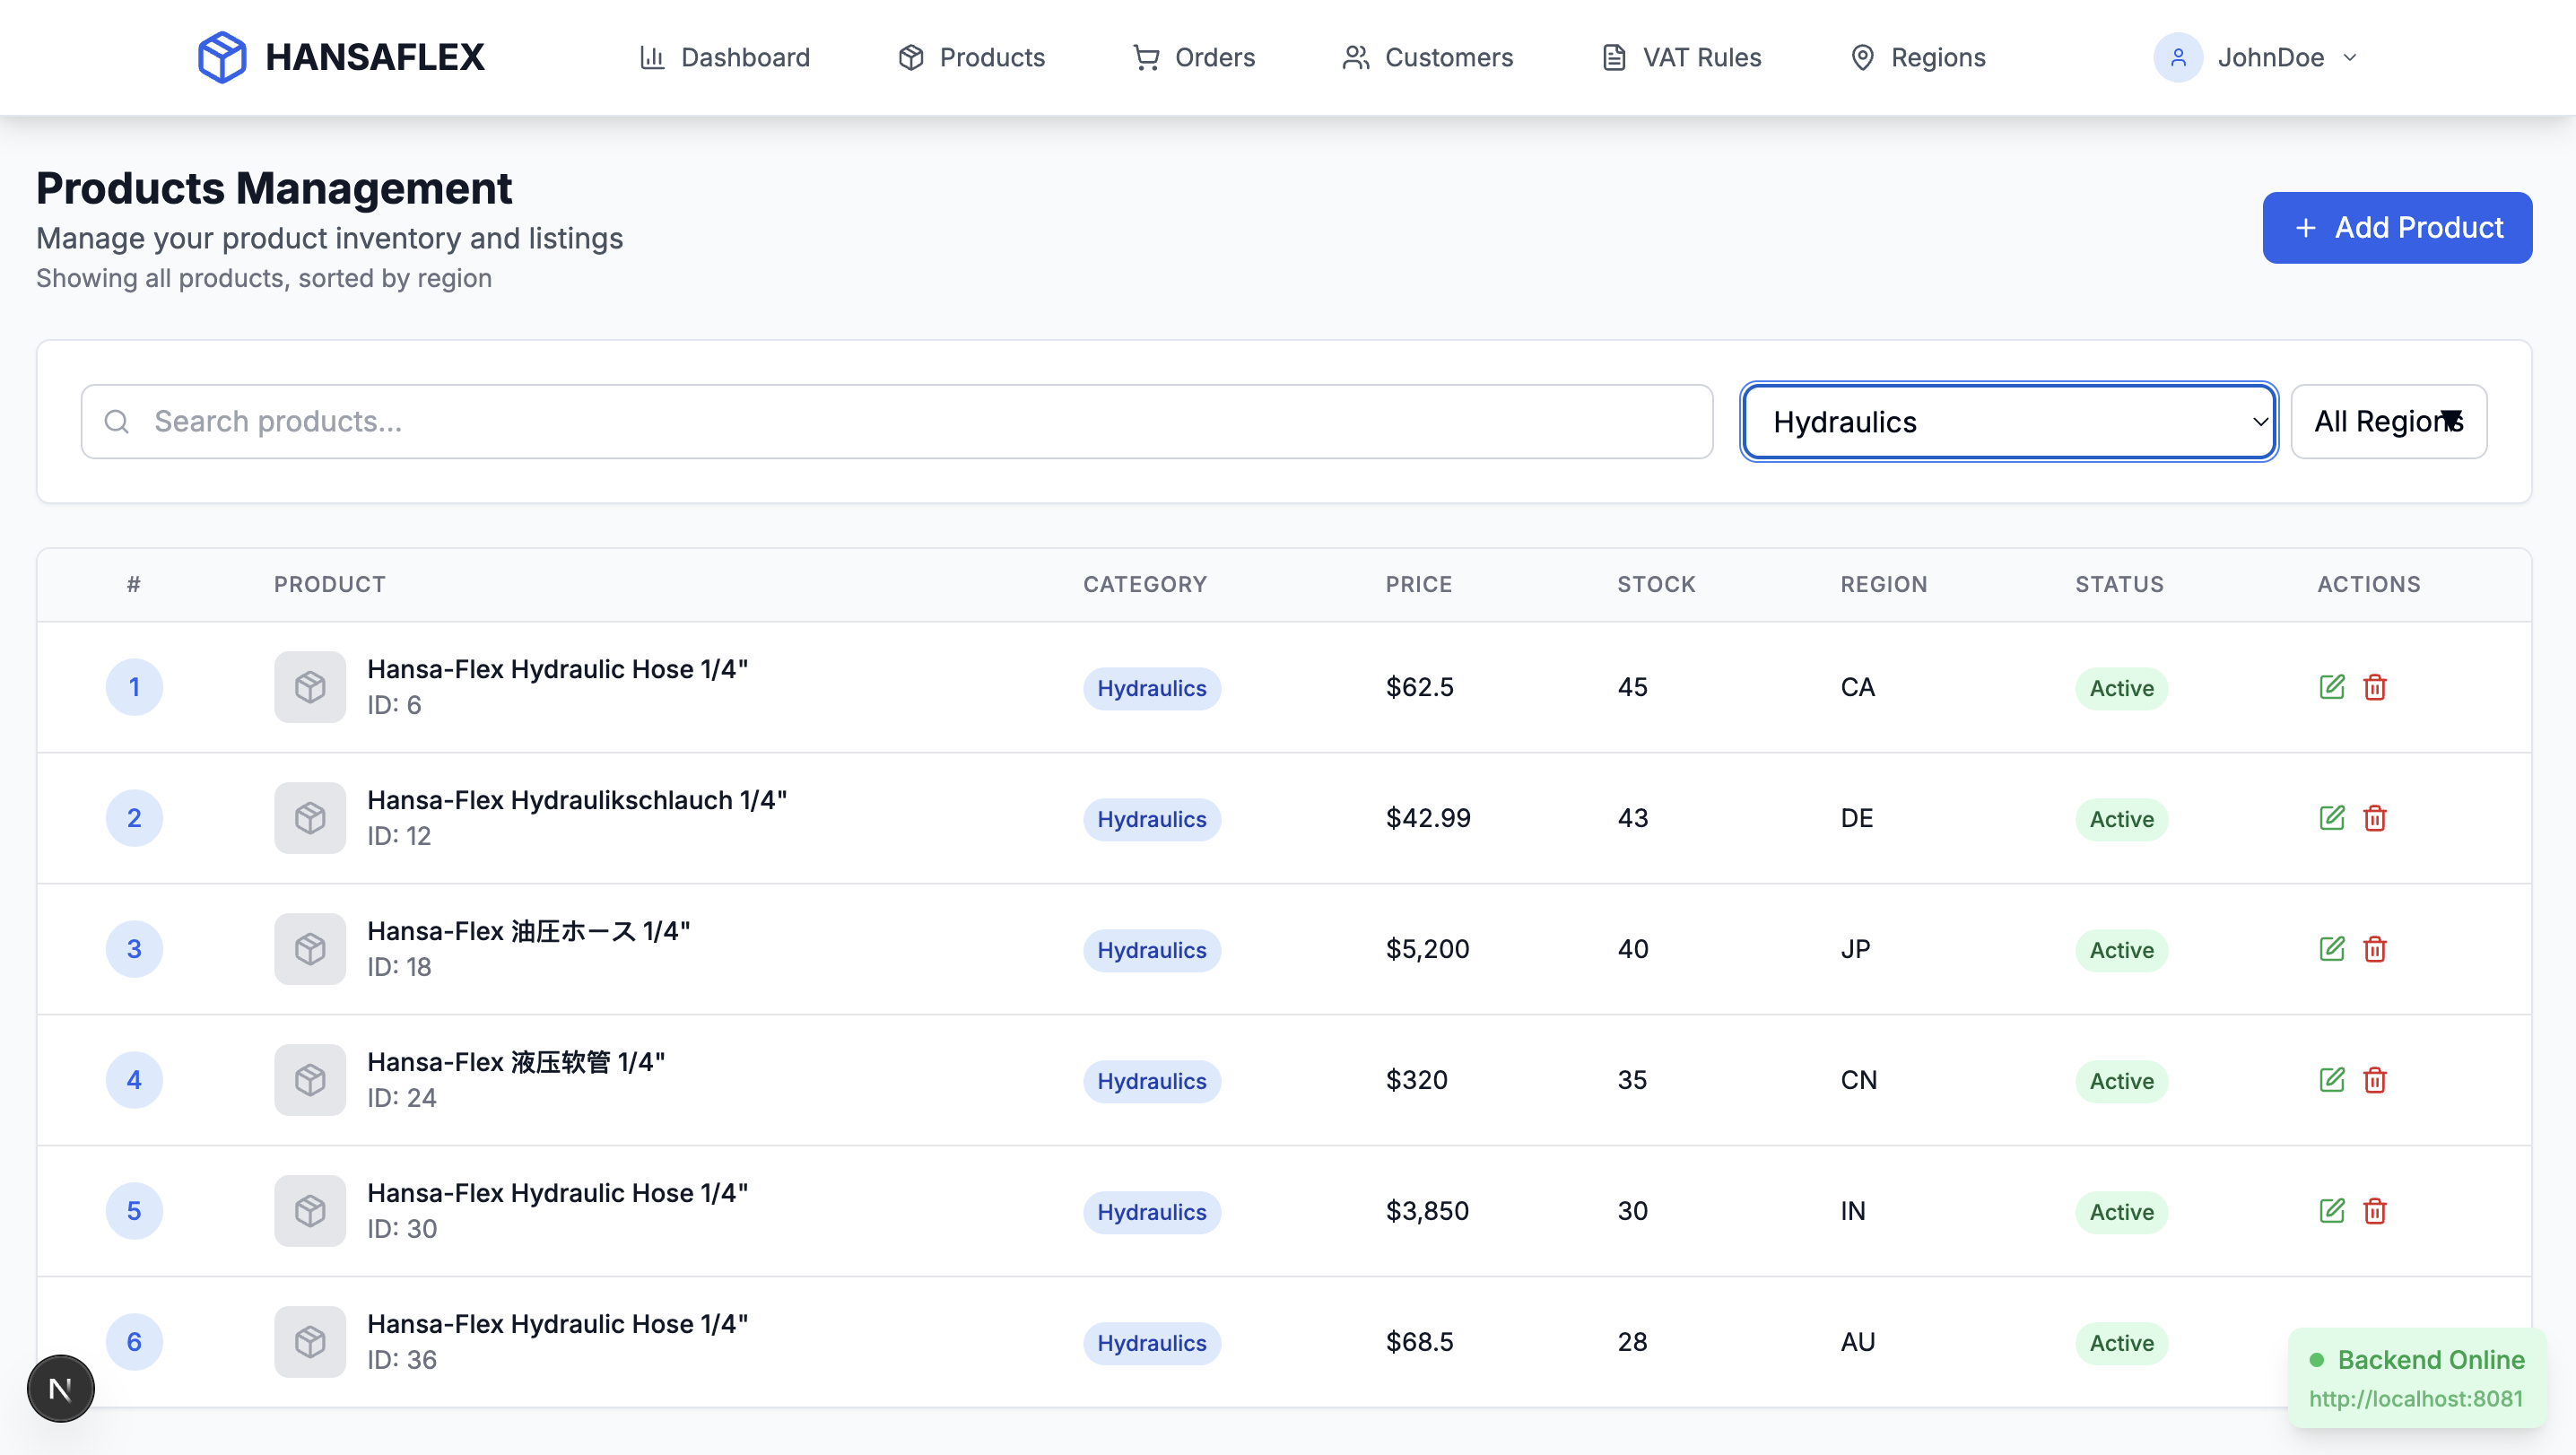 HANSAFLEX
Dashboard
Products
Orders
Customers
VAT Rules
Regions
JohnDoe
Products Management
Manage your product inventory and listings
Showing all products, sorted by region
+ Add Product
Search products...
Hydraulics
All Regions
# PRODUCT CATEGORY PRICE STOCK REGION STATUS ACTIONS
1 Hansa-Flex Hydraulic Hose 1/4" Hydraulics $62.5 45 CA Active
ID: 6
2 Hansa-Flex Hydraulikschlauch 1/4" Hydraulics $42.99 43 DE Active
ID: 12
3 Hansa-Flex 油圧ホース 1/4" Hydraulics $5,200 40 JP Active
ID: 18
4 Hansa-Flex 液压软管 1/4" Hydraulics $320 35 CN Active
ID: 24
5 Hansa-Flex Hydraulic Hose 1/4" Hydraulics $3,850 30 IN Active
ID: 30
6 Hansa-Flex Hydraulic Hose 1/4" Hydraulics $68.5 28 AU Active
ID: 36
N
Backend Online
http://localhost:8081